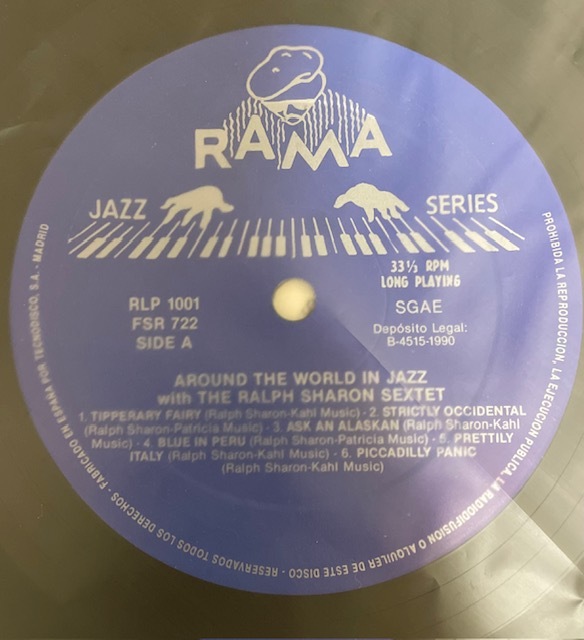 RAMA
JAZZ SERIES
33⅓ RPM
LONG PLAYING
RLP 1001
FSR 722
SIDE A
SGAE
Depósito Legal:
B-4515-1990
AROUND THE WORLD IN JAZZ
with THE RALPH SHARON SEXTET
1. TIPPERARY FAIRY (Ralph Sharon-Kahl Music) - 2. STRICTLY OCCIDENTAL
(Ralph Sharon-Patricia Music) - 3. ASK AN ALASKAN (Ralph Sharon-Kahl
Music) - 4. BLUE IN PERU (Ralph Sharon-Patricia Music) - 5. PRETTILY
ITALY (Ralph Sharon-Kahl Music) - 6. PICCADILLY PANIC
(Ralph Sharon-Kahl Music)
PROHIBIDA LA REPRODUCCION, LA EJECUCION PUBLICA, LA RADIODIFUSION O ALQUILER DE ESTE DISCO - RESERVADOS TODOS LOS DERECHOS - FABRICADO EN ESPAÑA POR TECNODISCO, S.A. - MADRID